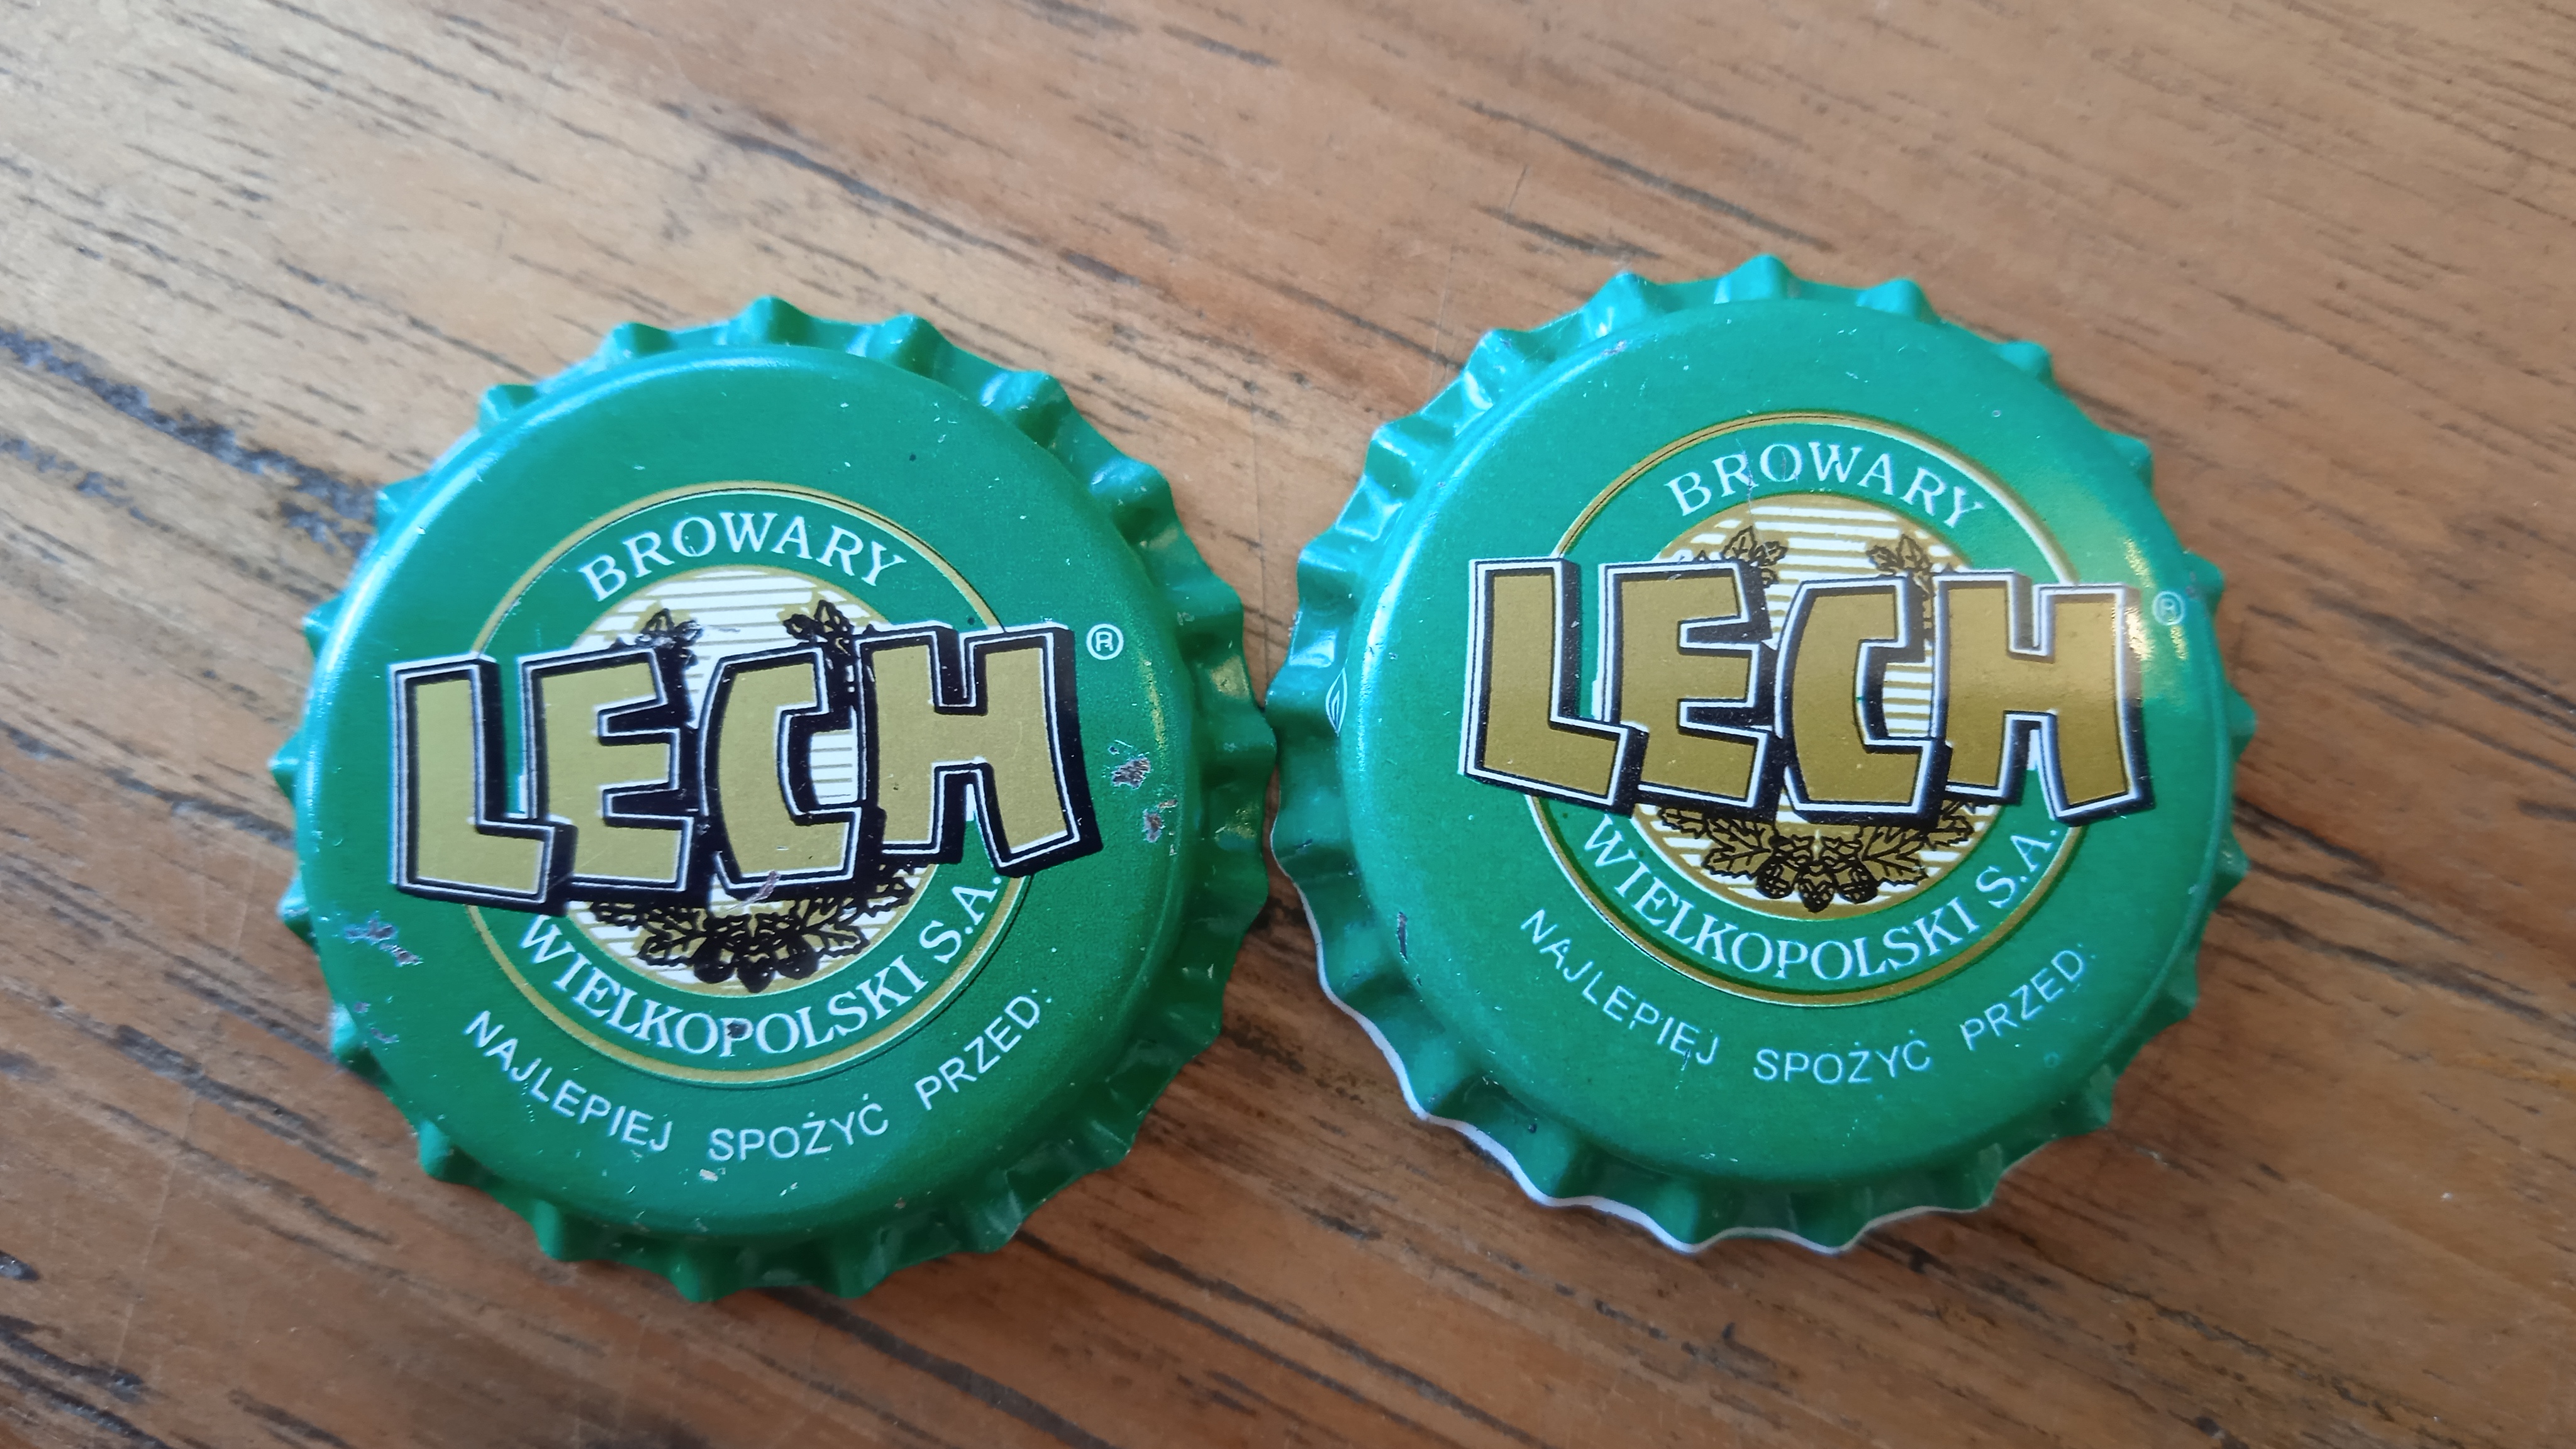 BROWARY
LECH®
WIELKOPOLSKI S.A.
NAJLEPIEJ SPOŻYĆ PRZED:
BROWARY
LECH®
WIELKOPOLSKI S.A.
NAJLEPIEJ SPOŻYĆ PRZED: